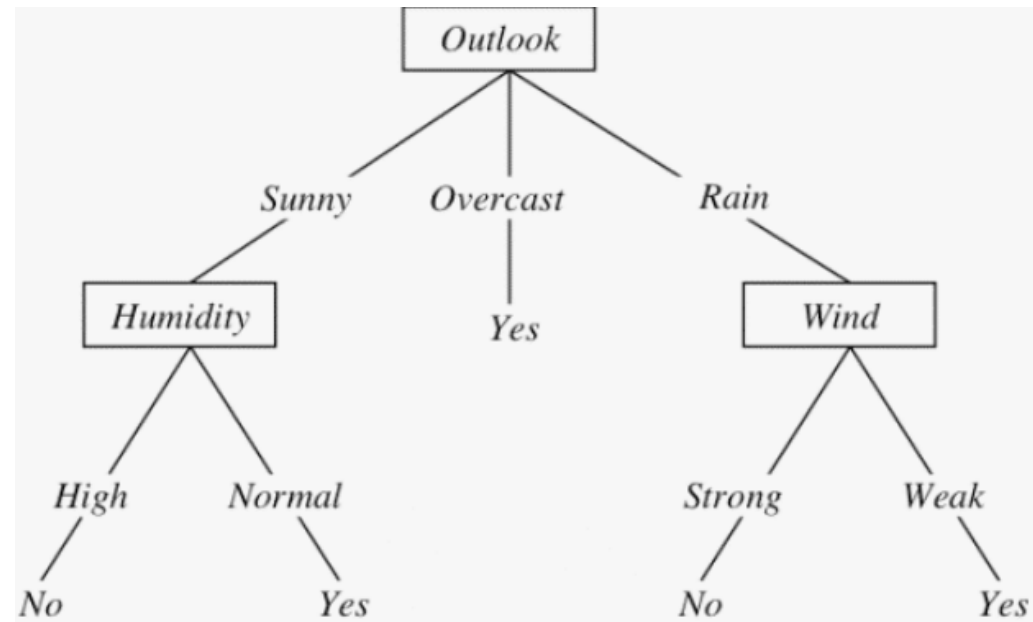 Outlook
Sunny Overcast Rain
Humidity Yes Wind
High Normal Strong Weak
No Yes No Yes